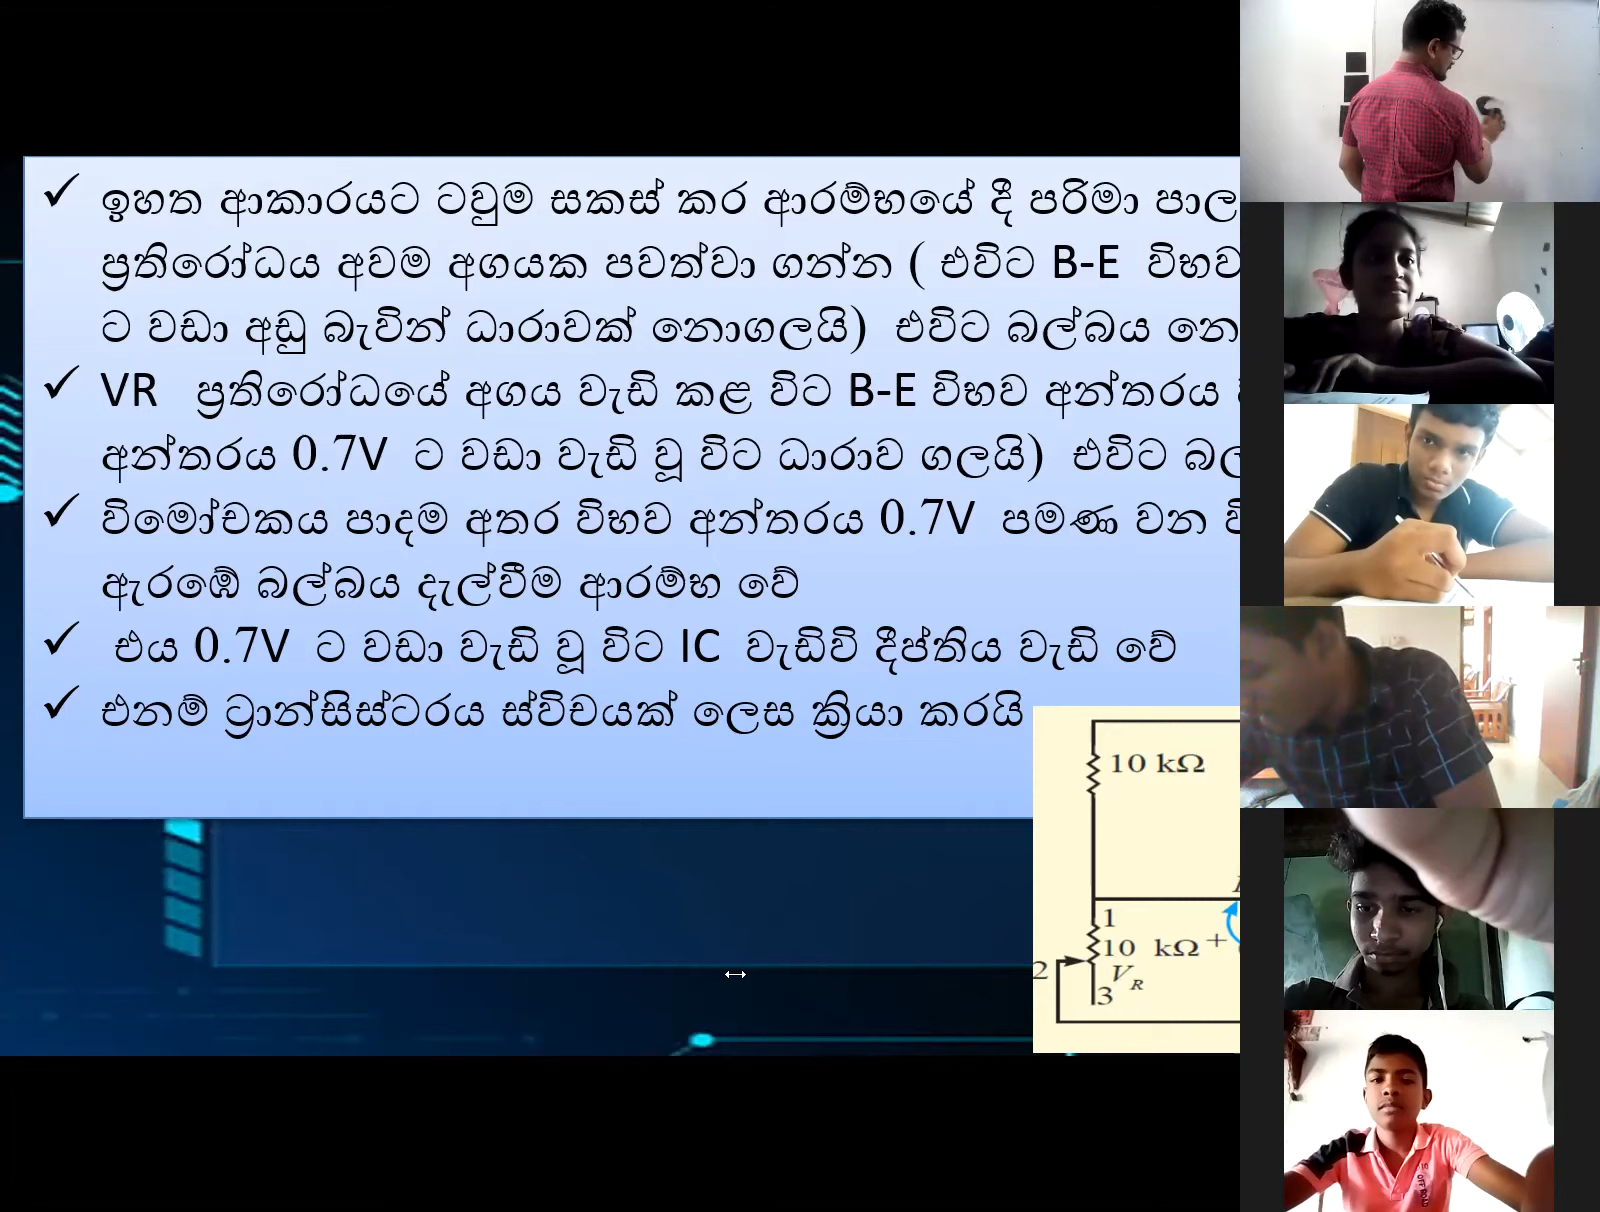 ✓ ඉහත ආකාරයට ටවුම සකස් කර ආරම්භයේ දී පරිමා පාල
ප්‍රතිරෝධය අවම අගයක පවත්වා ගන්න ( එවිට B-E විභව
ට වඩා අඩු බැවින් ධාරාවක් නොගලයි) එවිට බල්බය නො
✓ VR ප්‍රතිරෝධයේ අගය වැඩි කළ විට B-E විභව අන්තරය
අන්තරය 0.7V ට වඩා වැඩි වූ විට ධාරාව ගලයි) එවිට බල
✓ විමෝචකය පාදම අතර විභව අන්තරය 0.7V පමණ වන වි
ඇරඹේ බල්බය දැල්වීම ආරම්භ වේ
✓ එය 0.7V ට වඩා වැඩි වූ විට IC වැඩිවි දීප්තිය වැඩි වේ
✓ එනම් ට්‍රාන්සිස්ටරය ස්විචයක් ලෙස ක්‍රියා කරයි
10 kΩ
1
10 kΩ +
2
V_R
3